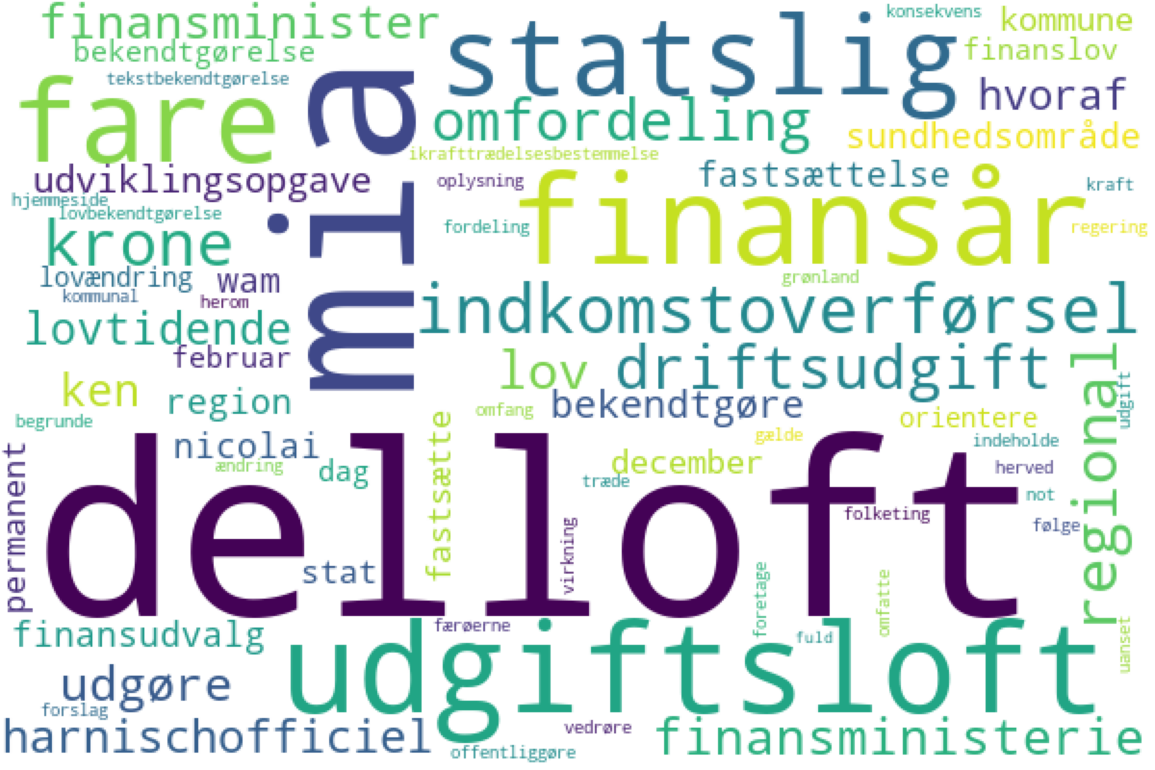 finansminister
konsekvens
kommune
bekendtgørelse
statslig
finanslov
tekstbekendtgørelse
mia
hvoraf
fare
omfordeling
sundhedsområde
ikrafttrædelsesbestemmelse
udviklingsopgave
oplysning
fastsættelse
kraft
hjemmeside
lovbekendtgørelse
finansår
fordeling
regering
krone
lovændring
wam
grønland
kommunal
herom
indkomstoverførsel
lovtidende
februar
lov
driftsudgift
regional
udgift
ken
region
omfang
bekendtgøre
orientere
begrunde
nicolai
fastsætte
gælde
indeholde
ændring
dag
december
herved
permanent
træde
not
delloft
folketing
følge
virkning
stat
foretage
omfatte
finansudvalg
færøerne
fuld
uanset
udgiftsloft
udgøre
forslag
harnischofficiel
vedrøre
finansministerie
offentliggøre